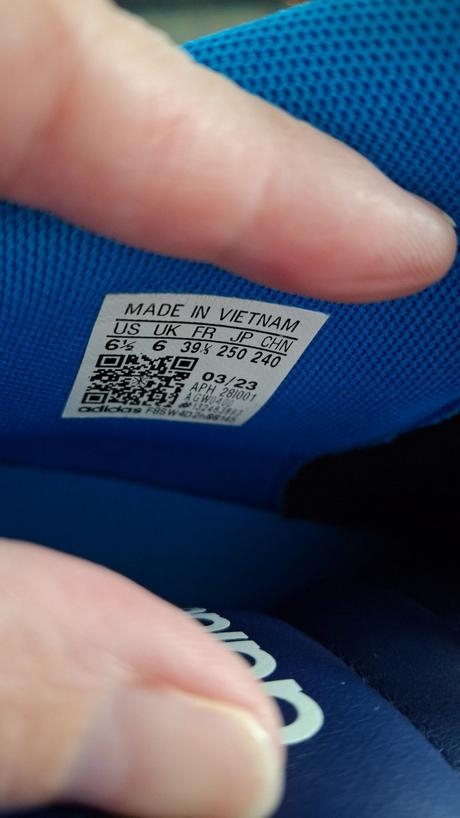 MADE IN VIETNAM
US UK FR JP CHN
6½ 6 39⅓ 250 240
03/23
APH 281001
adidas